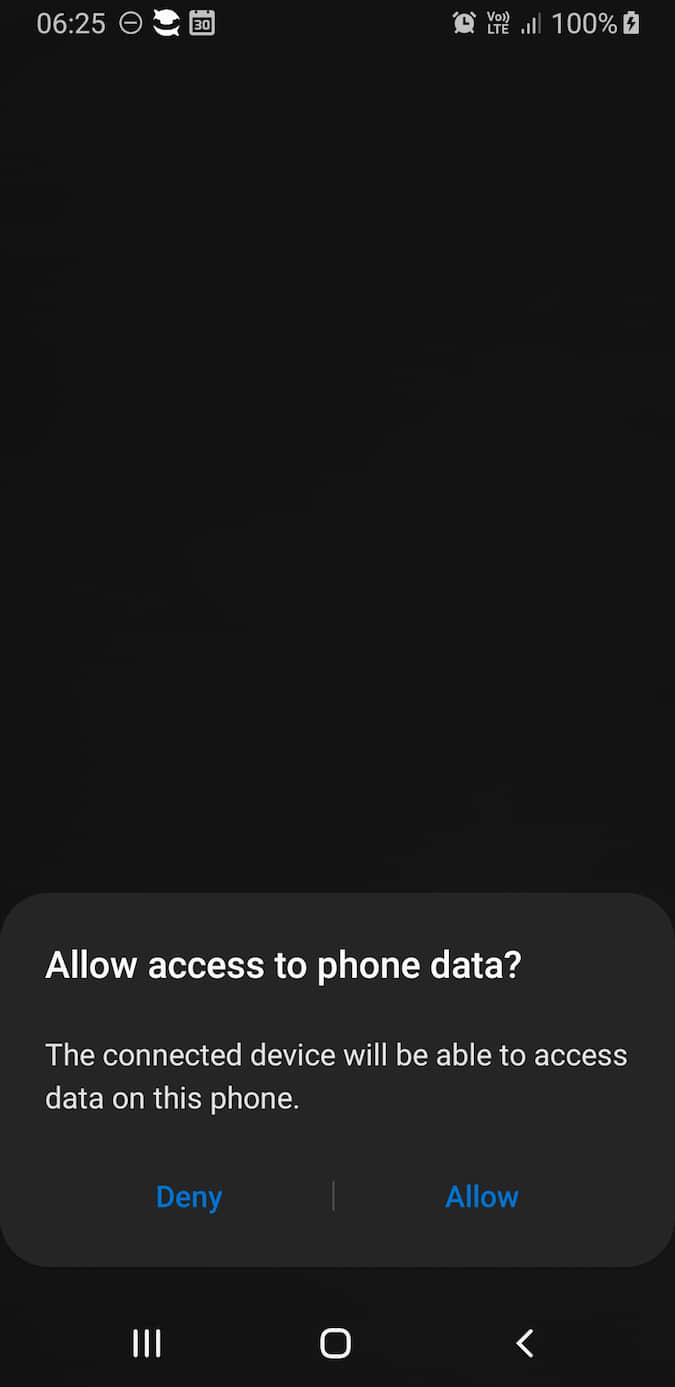 06:25 30 Vo) LTE 100%
Allow access to phone data?
The connected device will be able to access
data on this phone.
Deny Allow